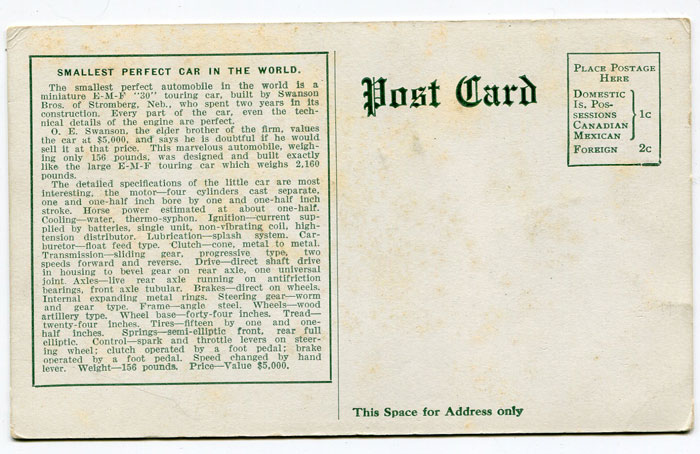 SMALLEST PERFECT CAR IN THE WORLD.
The smallest perfect automobile in the world is a
miniature E-M-F "30" touring car, built by Swanson
Bros. of Stromberg, Neb., who spent two years in its
construction. Every part of the car, even the tech-
nical details of the engine are perfect.
O. E. Swanson, the elder brother of the firm, values
the car at $5,000, and says he is doubtful if he would
sell it at that price. This marvelous automobile, weigh-
ing only 156 pounds, was designed and built exactly
like the large E-M-F touring car which weighs 2,160
pounds.
The detailed specifications of the little car are most
interesting, the motor—four cylinders cast separate,
one and one-half inch bore by one and one-half inch
stroke. Horse power estimated at about one-half.
Cooling—water, thermo-syphon. Ignition—current sup-
plied by batteries, single unit, non-vibrating coil, high-
tension distributor. Lubrication—splash system. Car-
buretor—float feed type. Clutch—cone, metal to metal.
Transmission—sliding gear, progressive type, two
speeds forward and reverse. Drive—direct shaft drive
in housing to bevel gear on rear axle, one universal
joint. Axles—live rear axle running on antifriction
bearings, front axle tubular. Brakes—direct on wheels.
Internal expanding metal rings. Steering gear—worm
and gear type. Frame—angle steel. Wheels—wood
artillery type. Wheel base—forty-four inches. Tread—
twenty-four inches. Tires—fifteen by one and one-
half inches. Springs—semi-elliptic front, rear full
elliptic. Control—spark and throttle levers on steer-
ing wheel; clutch operated by a foot pedal; brake
operated by a foot pedal. Speed changed by hand
lever. Weight—156 pounds. Price—Value $5,000.
Post Card
PLACE POSTAGE
HERE
DOMESTIC
IS. POS-
SESSIONS
CANADIAN
MEXICAN
1c
FOREIGN 2c
This Space for Address only